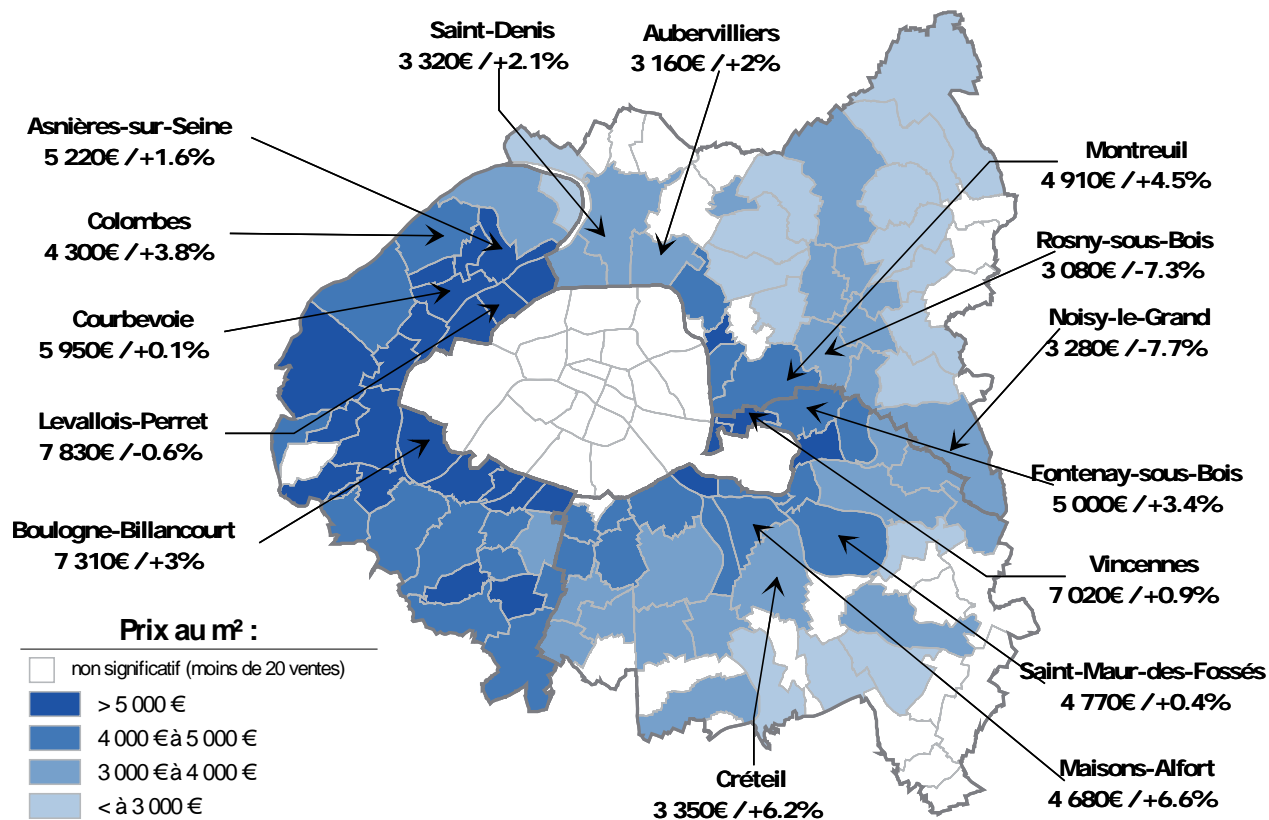 Saint-Denis
3 320€ /+2.1%
Aubervilliers
3 160€ /+2%
Asnières-sur-Seine
5 220€ /+1.6%
Colombes
4 300€ /+3.8%
Courbevoie
5 950€ /+0.1%
Levallois-Perret
7 830€ /-0.6%
Boulogne-Billancourt
7 310€ /+3%
Montreuil
4 910€ /+4.5%
Rosny-sous-Bois
3 080€ /-7.3%
Noisy-le-Grand
3 280€ /-7.7%
Fontenay-sous-Bois
5 000€ /+3.4%
Vincennes
7 020€ /+0.9%
Saint-Maur-des-Fossés
4 770€ /+0.4%
Maisons-Alfort
4 680€ /+6.6%
Créteil
3 350€ /+6.2%
Prix au m² :
non significatif (moins de 20 ventes)
> 5 000 €
4 000 € à 5 000 €
3 000 € à 4 000 €
< à 3 000 €